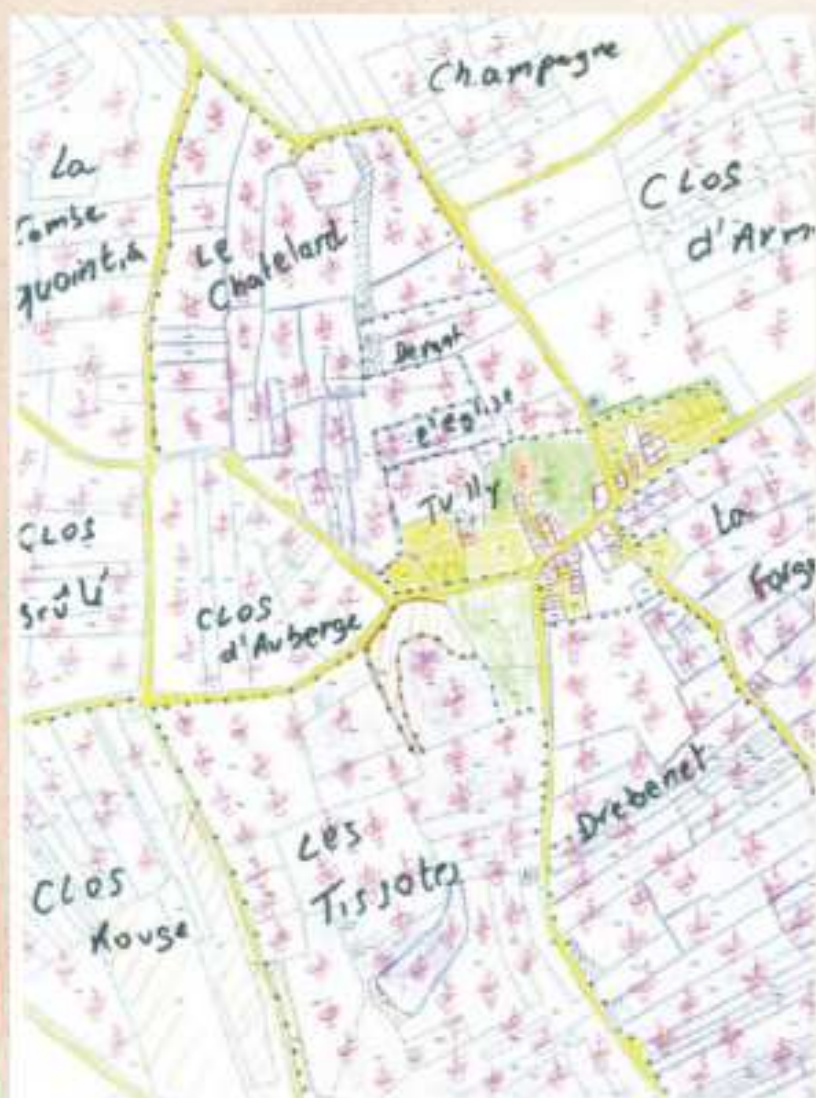 Champagne
La
Combe
quointia
CLOS
d'Arm
Le
Chatelard
Devant
l'église
Tully
CLOS
Brûlé
CLOS
d'Auberge
La
Forge
Les
Tissotes
Drebenet
CLOS
Rouge